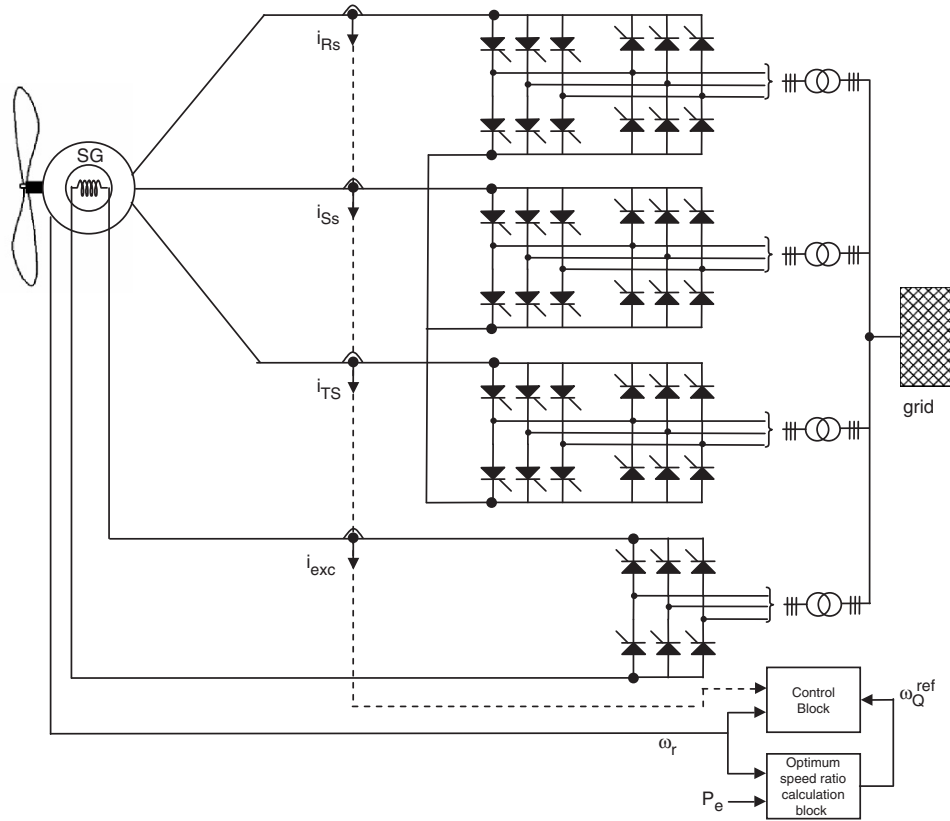 i_Rs
SG
i_Ss
i_TS
grid
i_exc
ω_Q^ref
Control
Block
ω_r
Optimum
speed ratio
calculation
block
P_e